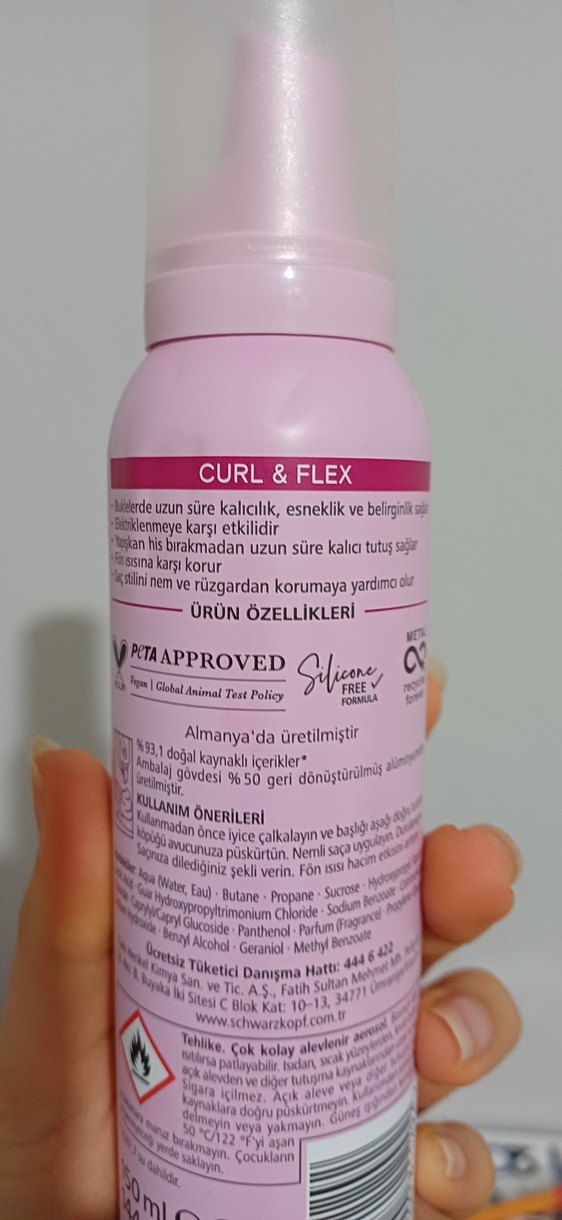 CURL & FLEX
Buklelerde uzun süre kalıcılık, esneklik ve belirginlik sağlar
Elektriklenmeye karşı etkilidir
Yapışkan his bırakmadan uzun süre kalıcı tutuş sağlar
Fön ısısına karşı korur
Saç stilini nem ve rüzgardan korumaya yardımcı olur
ÜRÜN ÖZELLİKLERİ
PETA APPROVED
Vegan | Global Animal Test Policy
Silicone
FREE
FORMULA
METAL
recycles
forever
Almanya'da üretilmiştir
%93,1 doğal kaynaklı içerikler*
Ambalaj gövdesi %50 geri dönüştürülmüş alüminyumdan
üretilmiştir.
KULLANIM ÖNERİLERİ
Kullanmadan önce iyice çalkalayın ve başlığı aşağı doğru
köpüğü avucunuza püskürtün. Nemli saça uygulayın.
Saçınıza dilediğiniz şekli verin. Fön ısısı hacim etkisini
Aqua (Water, Eau) · Butane · Propane · Sucrose · Hydroxypropyl
Guar Hydroxypropyltrimonium Chloride · Sodium Benzoate
Caprylyl/Capryl Glucoside · Panthenol · Parfum (Fragrance)
Benzyl Alcohol · Geraniol · Methyl Benzoate
Ücretsiz Tüketici Danışma Hattı: 444 6 422
Henkel Kimya San. ve Tic. A.Ş., Fatih Sultan Mehmet Mh.
Buyaka İki Sitesi C Blok Kat: 10-13, 34771 Ümraniye
www.schwarzkopf.com.tr
Tehlike. Çok kolay alevlenir aerosol.
ısıtılırsa patlayabilir. Isıdan, sıcak yüzeylerden,
açık alevden ve diğer tutuşma kaynaklarından
Sigara içilmez. Açık aleve veya diğer
kaynaklara doğru püskürtmeyin.
delmeyin veya yakmayın. Güneş ışığından
50 °C/122 °F'yi aşan
maruz bırakmayın. Çocukların
yerde saklayın.
dahildir.
50 ml